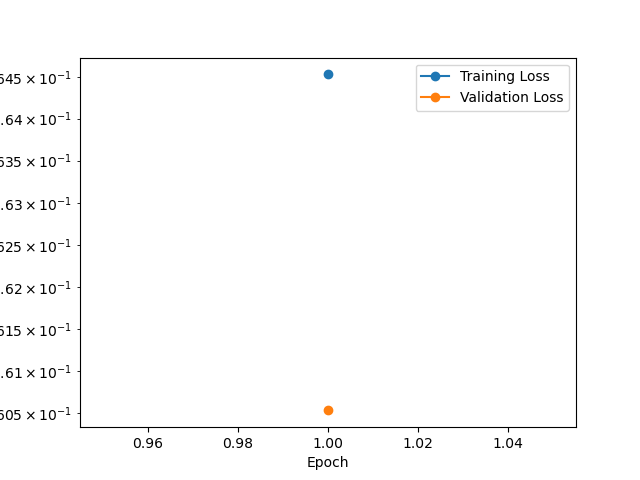 Training Loss
Validation Loss
645 × 10⁻¹
.64 × 10⁻¹
635 × 10⁻¹
.63 × 10⁻¹
625 × 10⁻¹
.62 × 10⁻¹
615 × 10⁻¹
.61 × 10⁻¹
605 × 10⁻¹
0.96
0.98
1.00
1.02
1.04
Epoch